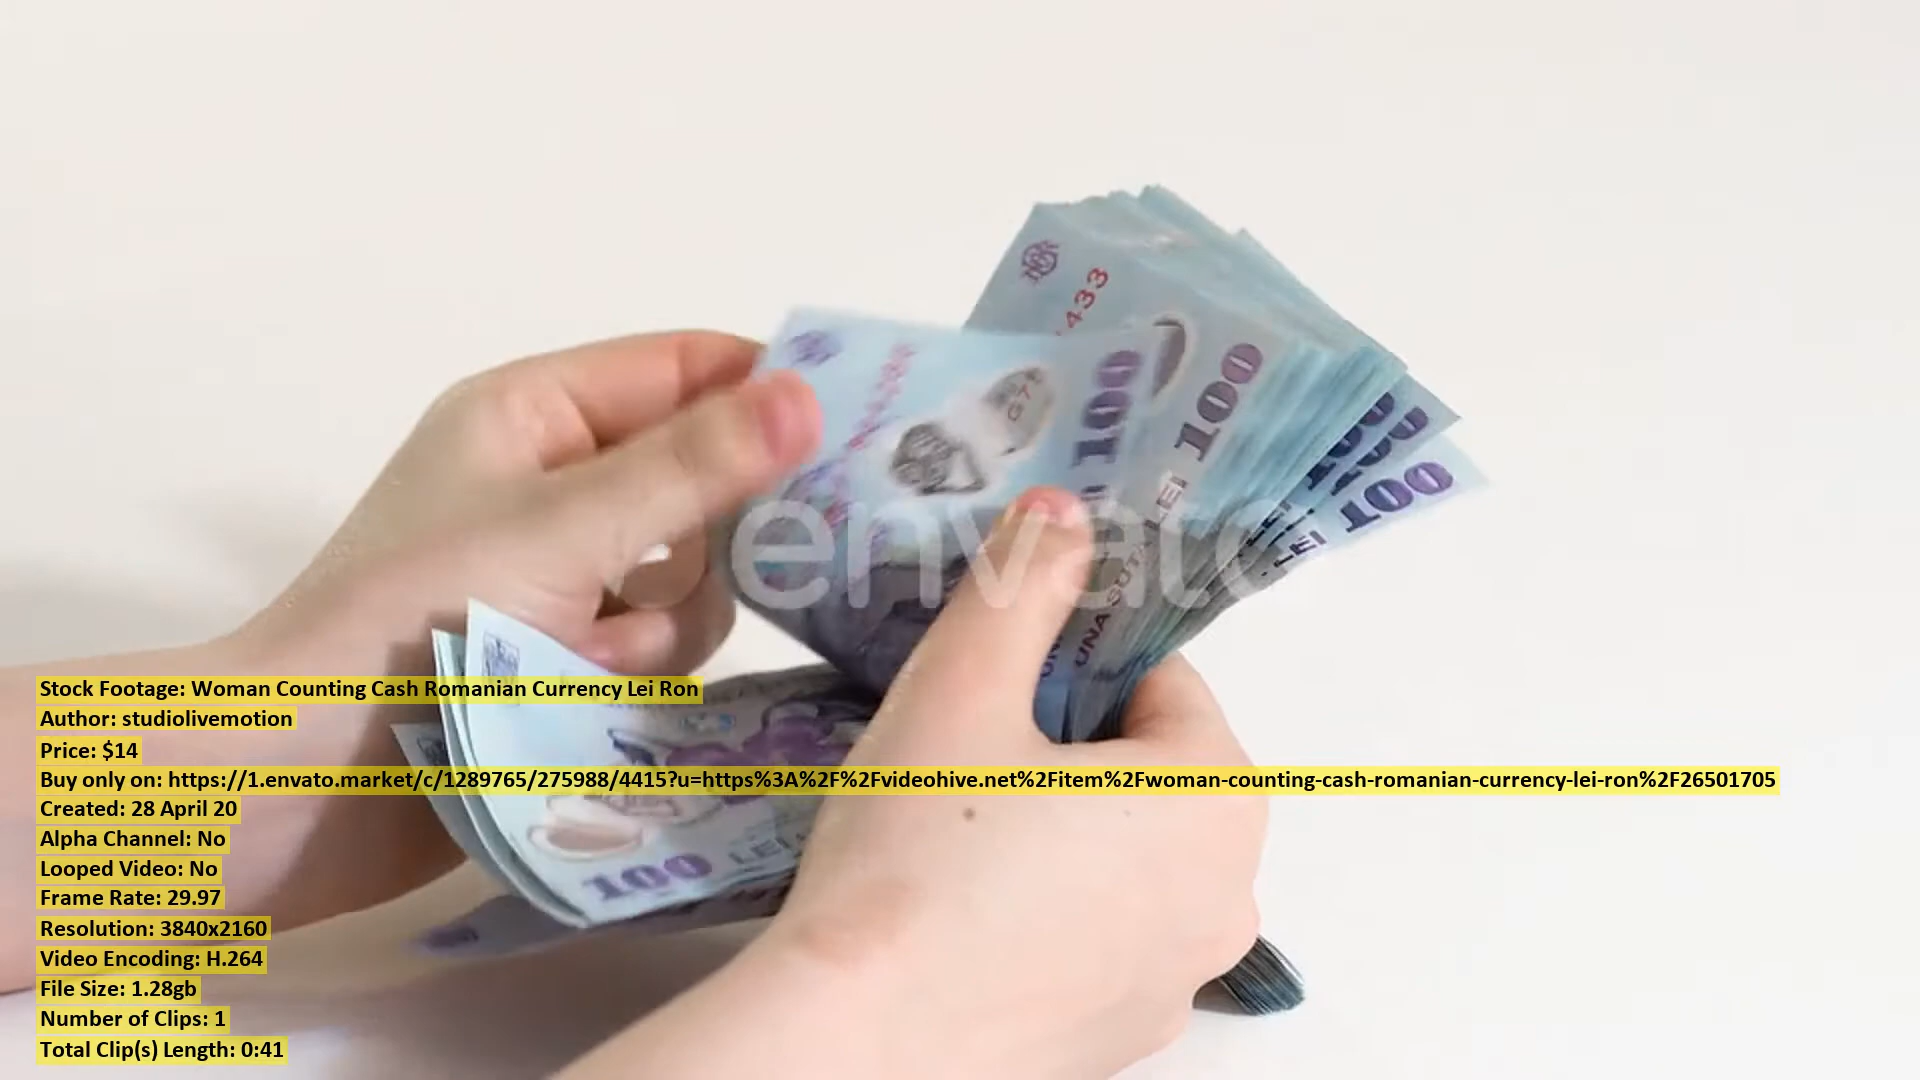 433
G7
100
LEI 100
100
100
LEI 100
envato
UNA SUTĂ
100 LEI
Stock Footage: Woman Counting Cash Romanian Currency Lei Ron
Author: studiolivemotion
Price: $14
Buy only on: https://1.envato.market/c/1289765/275988/4415?u=https%3A%2F%2Fvideohive.net%2Fitem%2Fwoman-counting-cash-romanian-currency-lei-ron%2F26501705
Created: 28 April 20
Alpha Channel: No
Looped Video: No
Frame Rate: 29.97
Resolution: 3840x2160
Video Encoding: H.264
File Size: 1.28gb
Number of Clips: 1
Total Clip(s) Length: 0:41